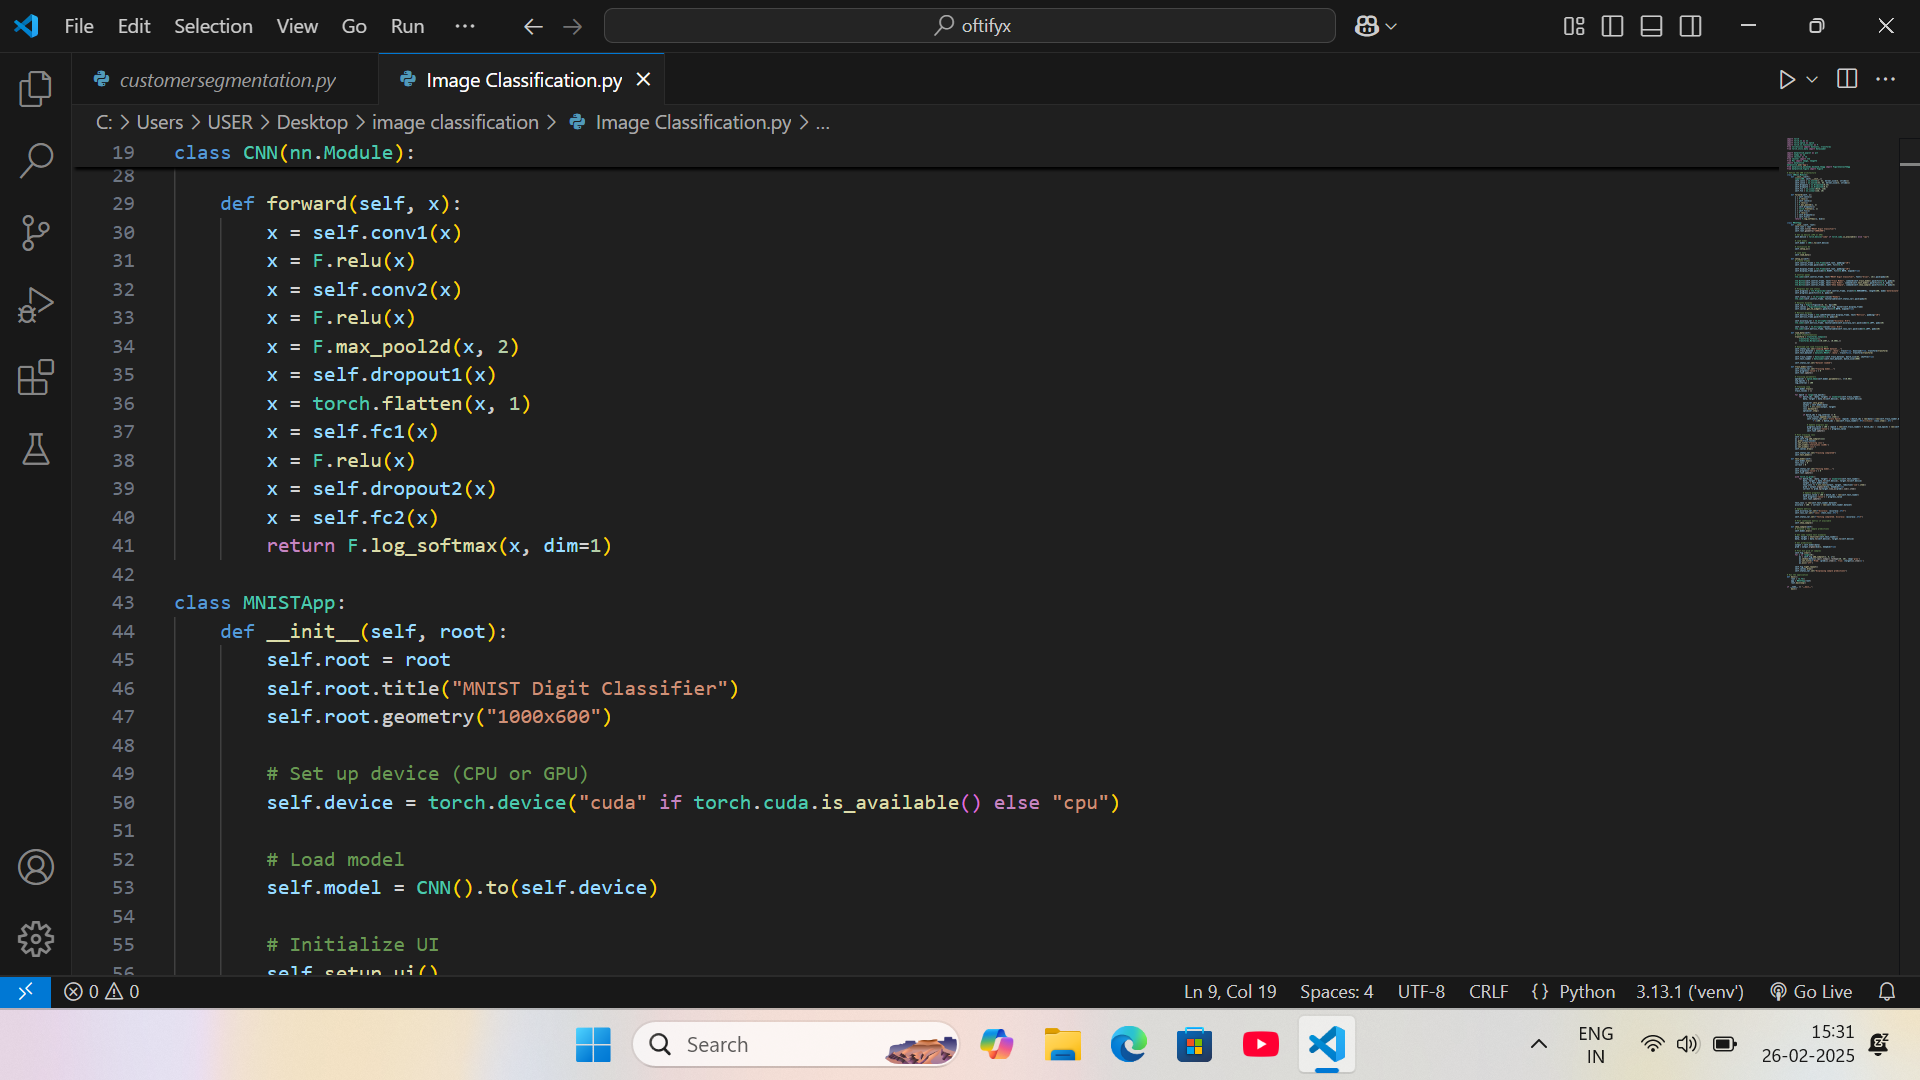 File Edit Selection View Go Run ···
oftifyx
customersegmentation.py
Image Classification.py
C: > Users > USER > Desktop > image classification > Image Classification.py > ...
19 class CNN(nn.Module):
28
29 def forward(self, x):
30 x = self.conv1(x)
31 x = F.relu(x)
32 x = self.conv2(x)
33 x = F.relu(x)
34 x = F.max_pool2d(x, 2)
35 x = self.dropout1(x)
36 x = torch.flatten(x, 1)
37 x = self.fc1(x)
38 x = F.relu(x)
39 x = self.dropout2(x)
40 x = self.fc2(x)
41 return F.log_softmax(x, dim=1)
42
43 class MNISTApp:
44 def __init__(self, root):
45 self.root = root
46 self.root.title("MNIST Digit Classifier")
47 self.root.geometry("1000x600")
48
49 # Set up device (CPU or GPU)
50 self.device = torch.device("cuda" if torch.cuda.is_available() else "cpu")
51
52 # Load model
53 self.model = CNN().to(self.device)
54
55 # Initialize UI
56 self.setup_ui()
0 0
Ln 9, Col 19 Spaces: 4 UTF-8 CRLF {} Python 3.13.1 ('venv') Go Live
Search
ENG
IN
15:31
26-02-2025